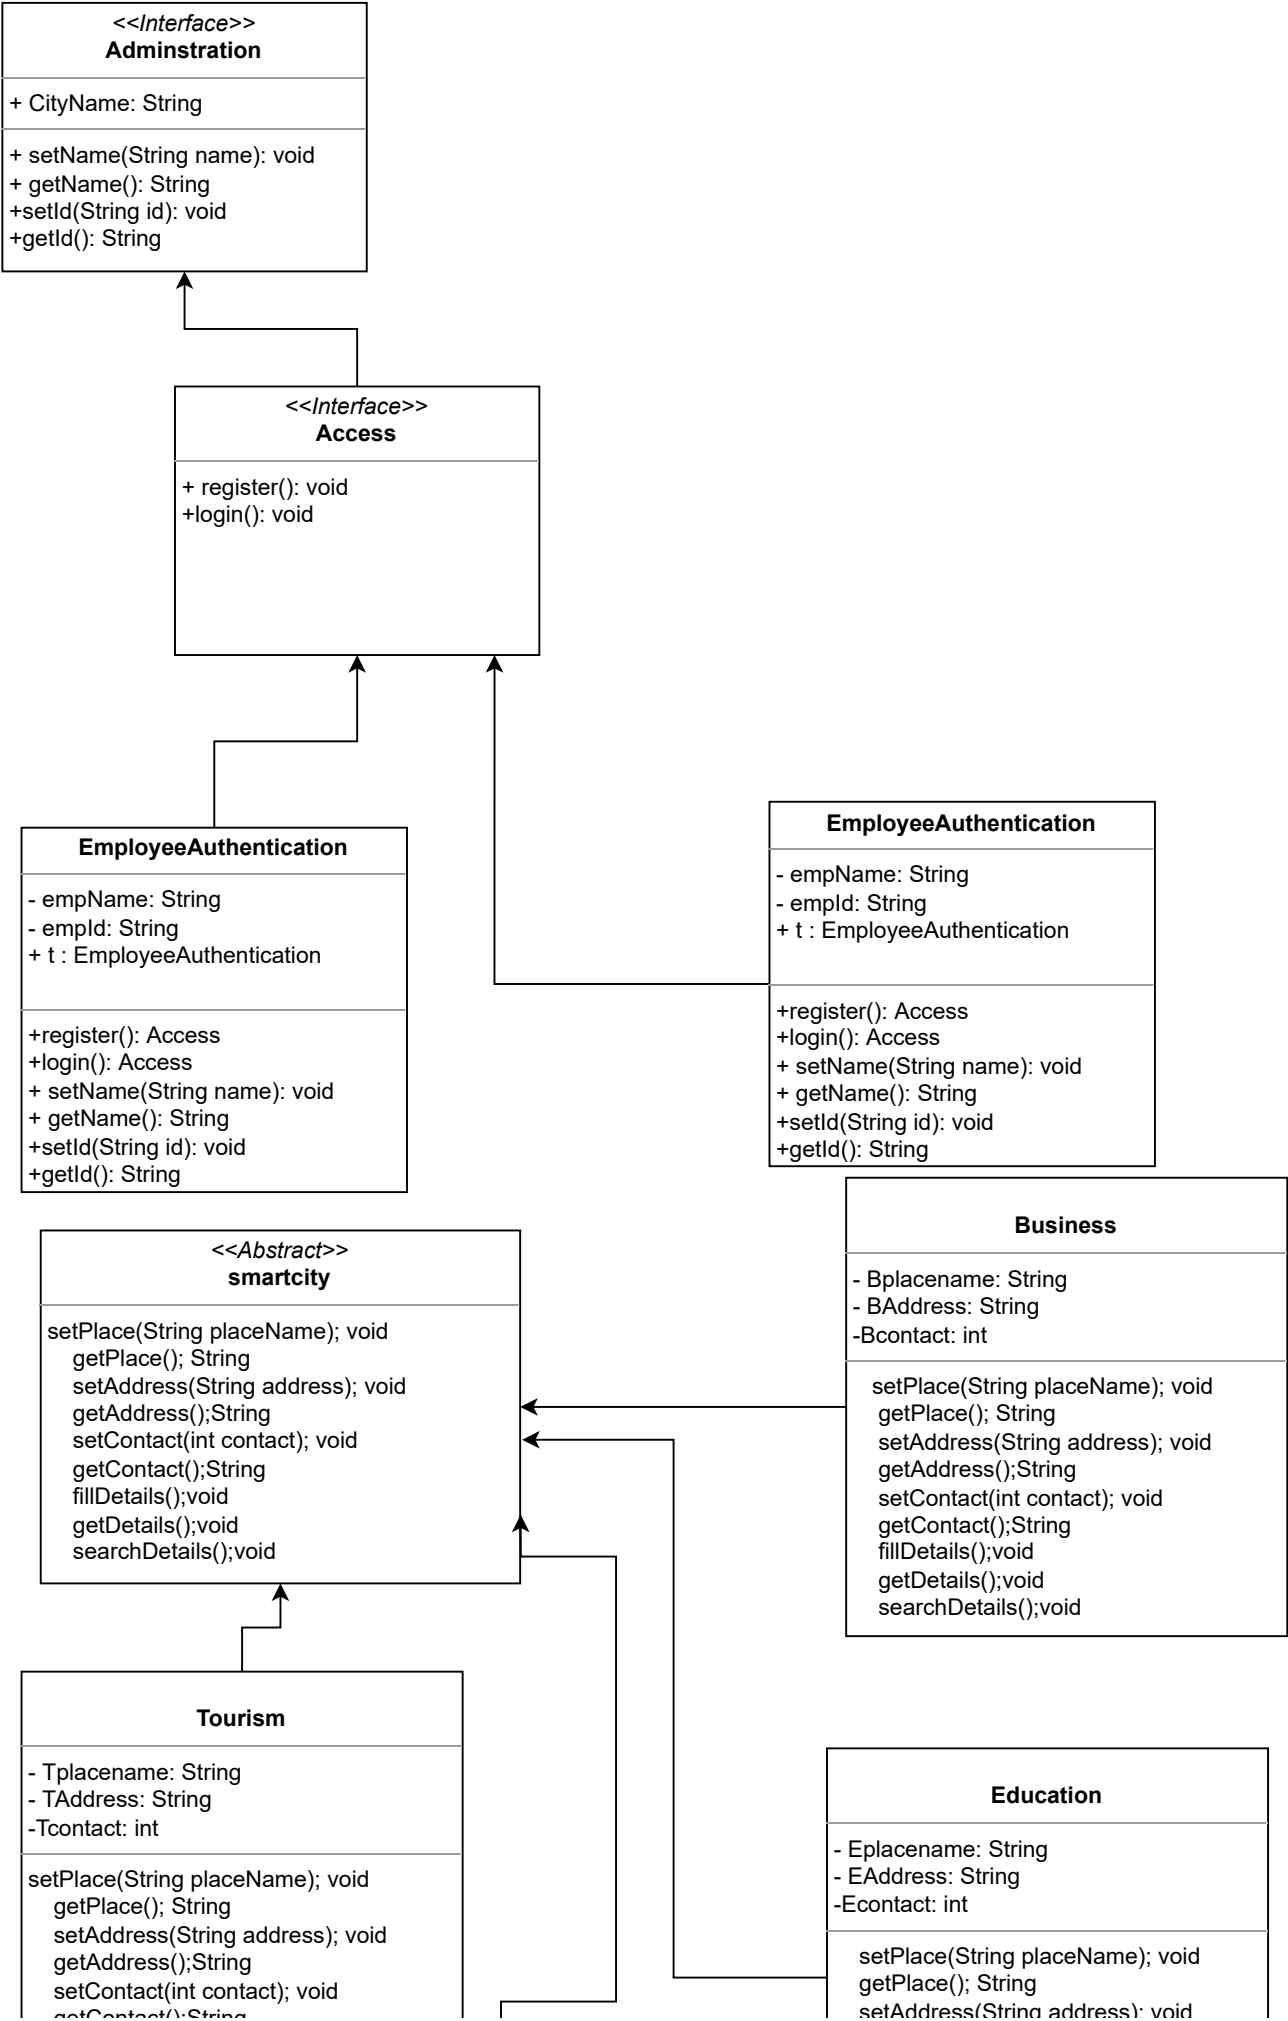 <<Interface>>
Adminstration
+ CityName: String
+ setName(String name): void
+ getName(): String
+setId(String id): void
+getId(): String
<<Interface>>
Access
+ register(): void
+login(): void
EmployeeAuthentication
- empName: String
- empId: String
+ t : EmployeeAuthentication
+register(): Access
+login(): Access
+ setName(String name): void
+ getName(): String
+setId(String id): void
+getId(): String
EmployeeAuthentication
- empName: String
- empId: String
+ t : EmployeeAuthentication
+register(): Access
+login(): Access
+ setName(String name): void
+ getName(): String
+setId(String id): void
+getId(): String
<<Abstract>>
smartcity
setPlace(String placeName); void
getPlace(); String
setAddress(String address); void
getAddress();String
setContact(int contact); void
getContact();String
fillDetails();void
getDetails();void
searchDetails();void
Business
- Bplacename: String
- BAddress: String
-Bcontact: int
setPlace(String placeName); void
getPlace(); String
setAddress(String address); void
getAddress();String
setContact(int contact); void
getContact();String
fillDetails();void
getDetails();void
searchDetails();void
Tourism
- Tplacename: String
- TAddress: String
-Tcontact: int
setPlace(String placeName); void
getPlace(); String
setAddress(String address); void
getAddress();String
setContact(int contact); void
getContact();String
Education
- Eplacename: String
- EAddress: String
-Econtact: int
setPlace(String placeName); void
getPlace(); String
setAddress(String address); void